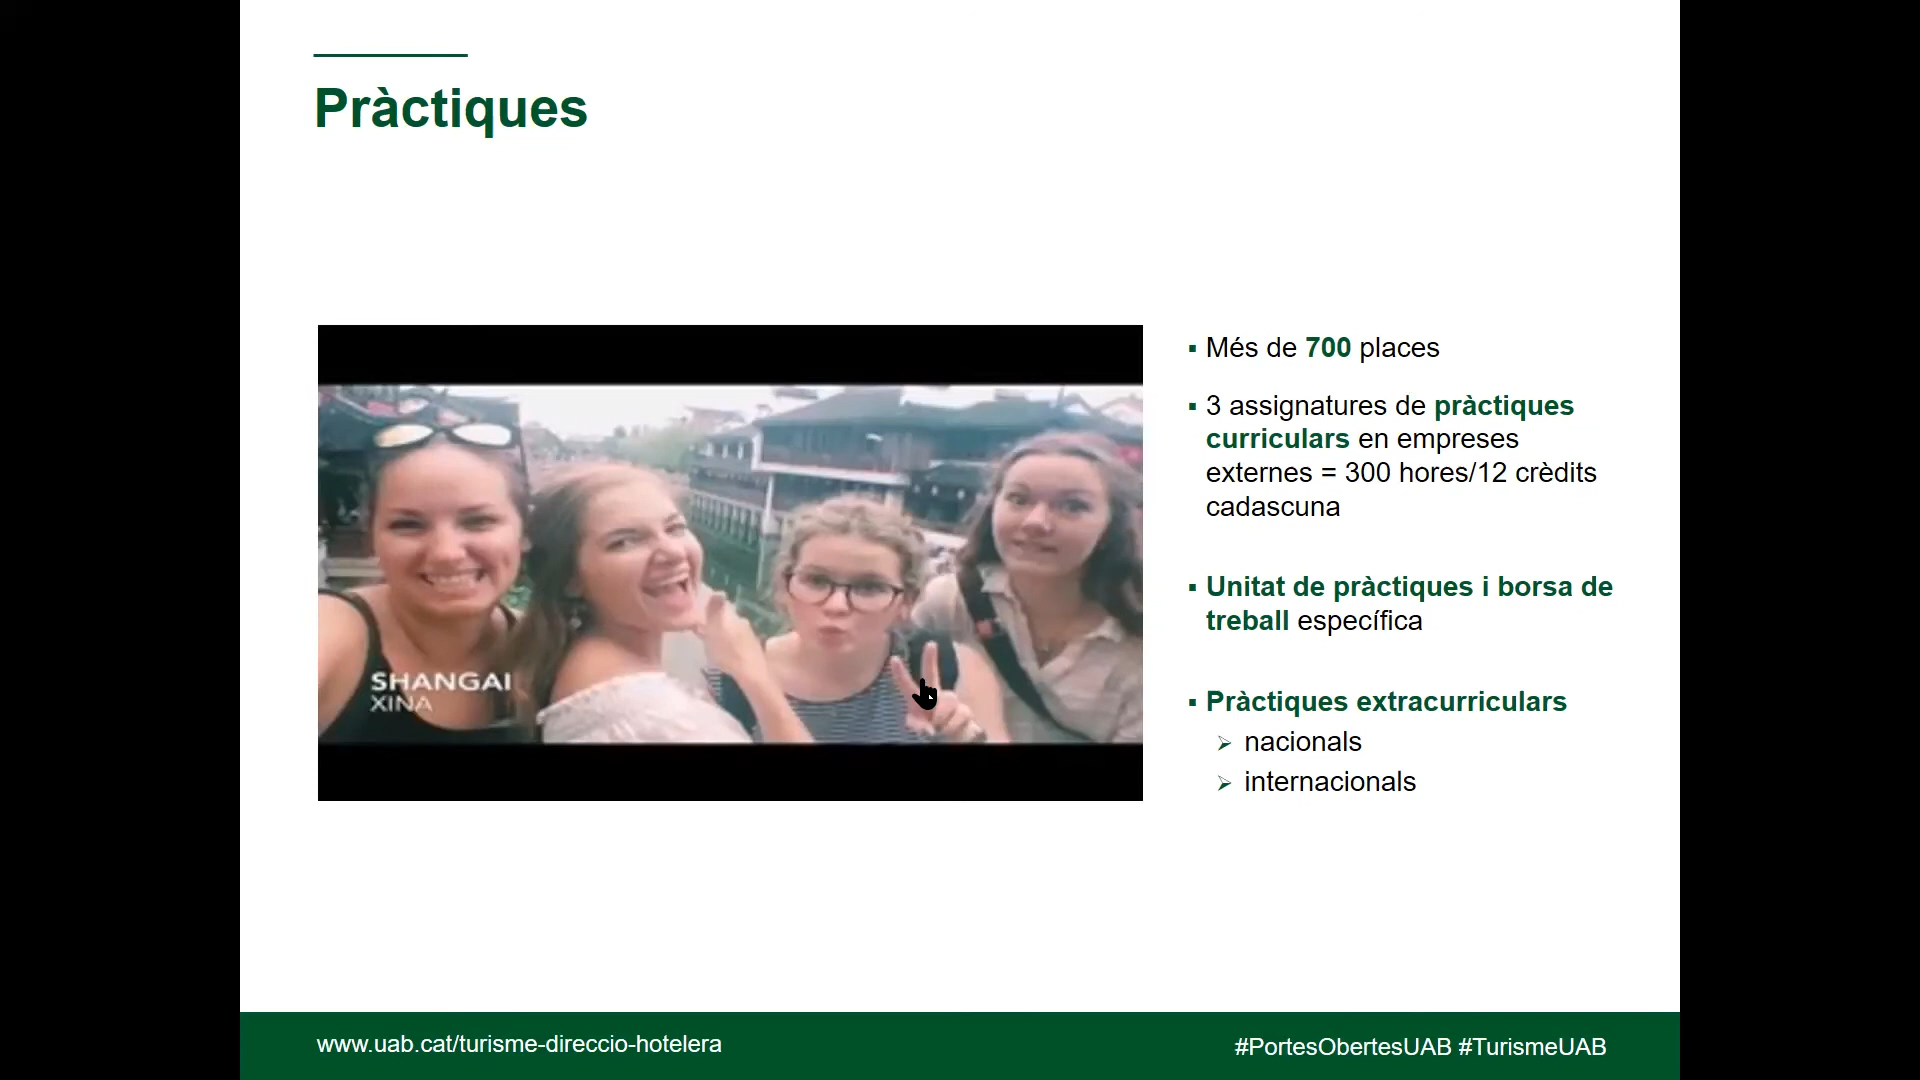 Pràctiques
SHANGAI
XINA
▪ Més de 700 places
▪ 3 assignatures de pràctiques
curriculars en empreses
externes = 300 hores/12 crèdits
cadascuna
▪ Unitat de pràctiques i borsa de
treball específica
▪ Pràctiques extracurriculars
➢ nacionals
➢ internacionals
www.uab.cat/turisme-direccio-hotelera
#PortesObertesUAB #TurismeUAB